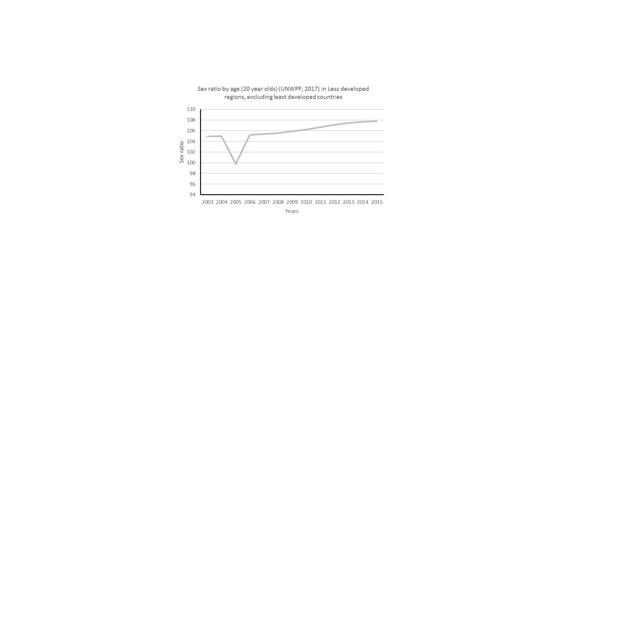 Sex ratio by age (20 year olds) (UNWPP, 2017) in Less developed
regions, excluding least developed countries
110
108
106
104
102
100
98
96
94
Sex ratio
2003 2004 2005 2006 2007 2008 2009 2010 2011 2012 2013 2014 2015
Years